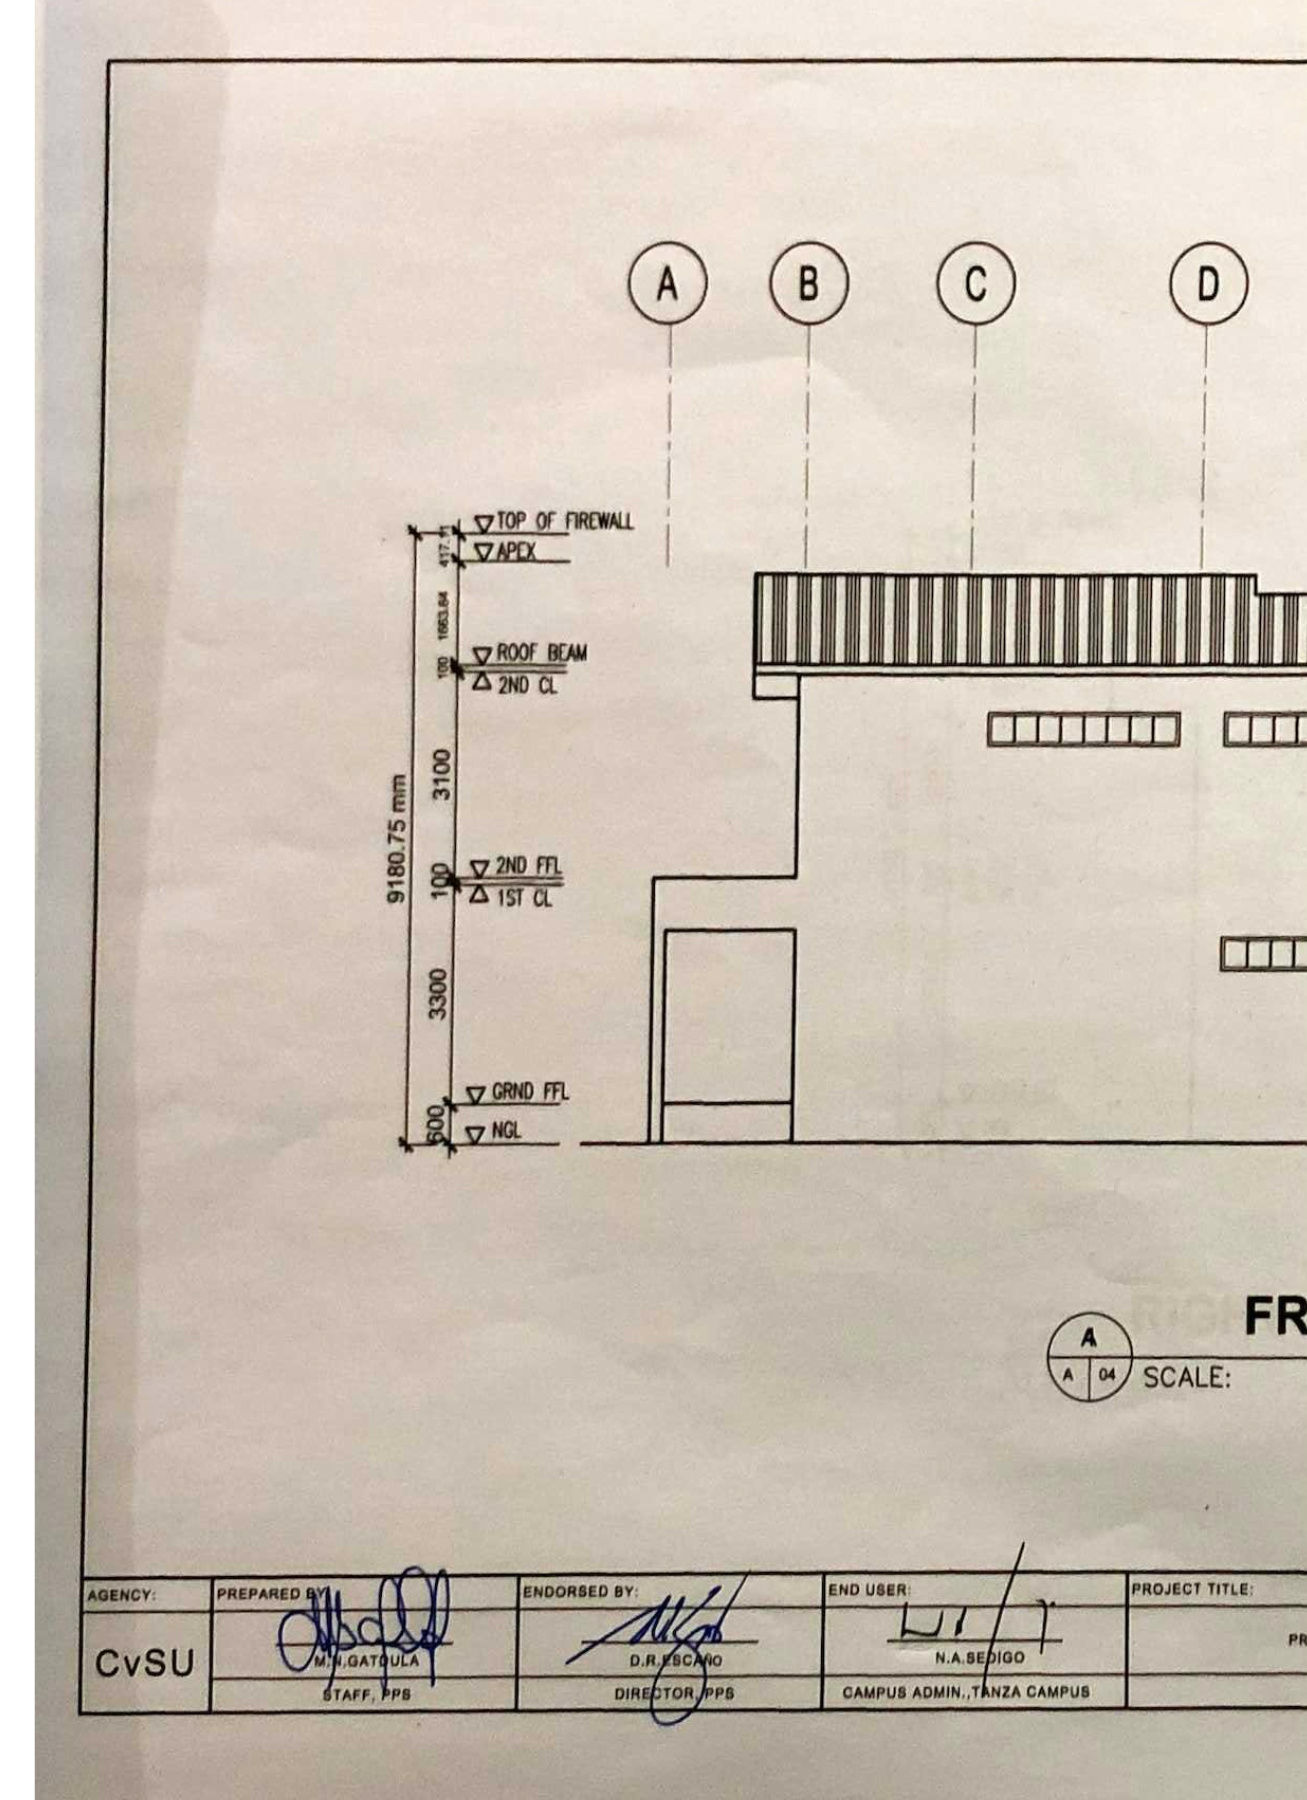 A B C D
TOP OF FIREWALL
417.11
APEX
1663.64
ROOF BEAM
100
2ND CL
3100
9180.75 mm
2ND FFL
100
1ST CL
3300
GRND FFL
600
NGL
FR
A
A 04 SCALE:
AGENCY: PREPARED BY: ENDORSED BY: END USER: PROJECT TITLE:
PR
CvSU M.N.GATDULA D.R.ESCAÑO N.A.SEDIGO
STAFF, PPS DIRECTOR, PPS CAMPUS ADMIN.,TANZA CAMPUS